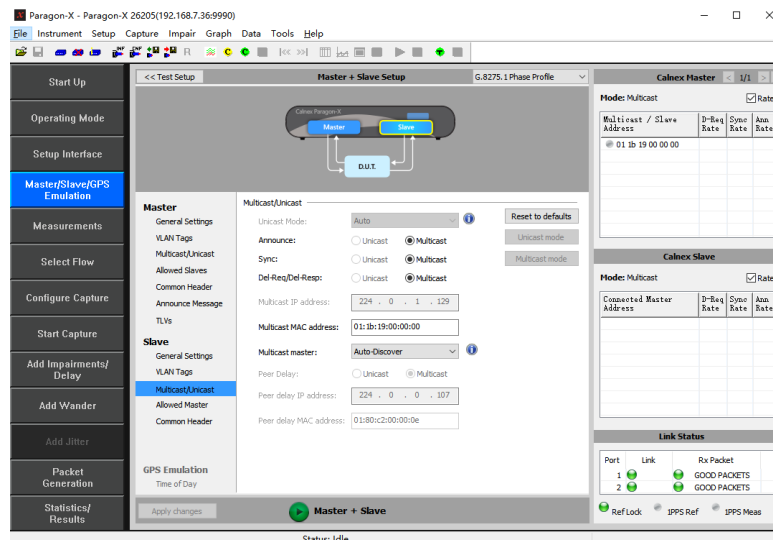 Paragon-X - Paragon-X 26205(192.168.7.36:9990)
File Instrument Setup Capture Impair Graph Data Tools Help
Start Up
Operating Mode
Setup Interface
Master/Slave/GPS
Emulation
Measurements
Select Flow
Configure Capture
Start Capture
Add Impairments/
Delay
Add Wander
Add Jitter
Packet
Generation
Statistics/
Results
<< Test Setup
Master + Slave Setup
G.8275.1 Phase Profile
Calnex Paragon-X
Master
Slave
D.U.T.
Master
General Settings
VLAN Tags
Multicast/Unicast
Allowed Slaves
Common Header
Announce Message
TLVs
Slave
General Settings
VLAN Tags
Multicast/Unicast
Allowed Master
Common Header
GPS Emulation
Time of Day
Multicast/Unicast
Unicast Mode: Auto
Reset to defaults
Announce: Unicast Multicast
Unicast mode
Sync: Unicast Multicast
Multicast mode
Del-Req/Del-Resp: Unicast Multicast
Multicast IP address: 224 . 0 . 1 . 129
Multicast MAC address: 01:1b:19:00:00:00
Multicast master: Auto-Discover
Peer Delay: Unicast Multicast
Peer delay IP address: 224 . 0 . 0 . 107
Peer delay MAC address: 01:80:c2:00:00:0e
Apply changes
Master + Slave
Status: Idle
Calnex Master < 1/1 >
Mode: Multicast Rate
Multicast / Slave Address D-Req Rate Sync Rate Ann Rate
01 1b 19 00 00 00
Calnex Slave
Mode: Multicast Rate
Connected Master Address D-Req Rate Sync Rate Ann Rate
Link Status
Port Link Rx Packet
1 GOOD PACKETS
2 GOOD PACKETS
Ref Lock 1PPS Ref 1PPS Meas